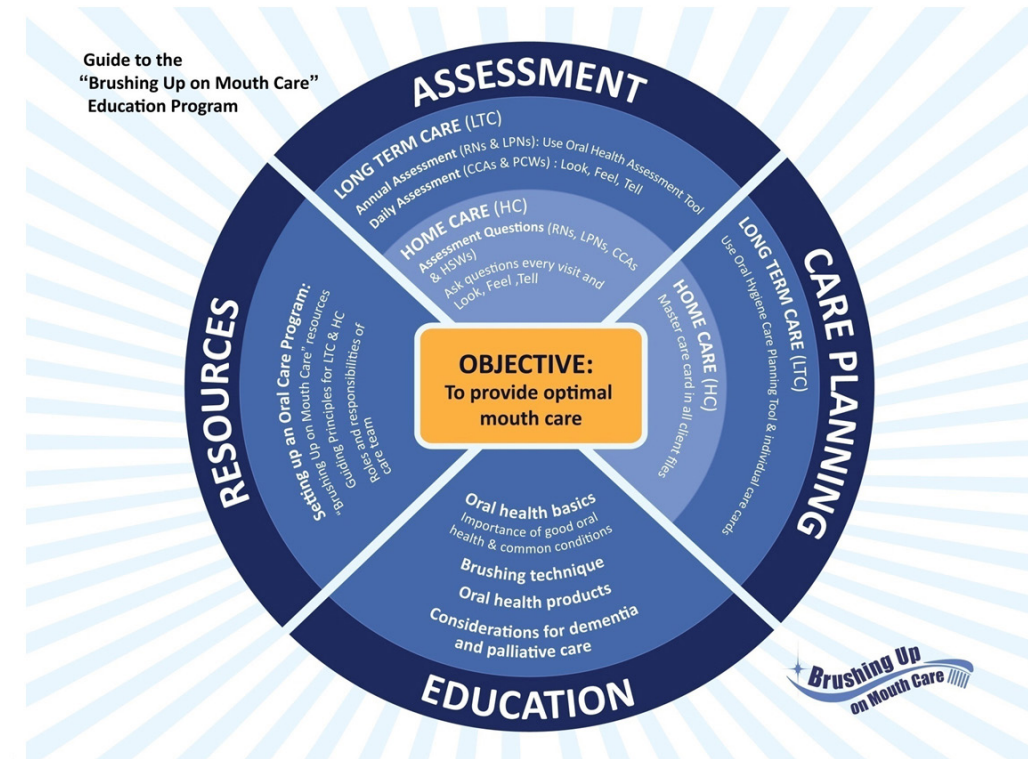 Guide to the
“Brushing Up on Mouth Care”
Education Program
ASSESSMENT
LONG TERM CARE (LTC)
Annual Assessment (RNs & LPNs): Use Oral Health Assessment Tool
Daily Assessment (CCAs & PCWs) : Look, Feel, Tell
HOME CARE (HC)
Assessment Questions (RNs, LPNs, CCAs
& HSWs)
Ask questions every visit and
Look, Feel ,Tell
CARE PLANNING
LONG TERM CARE (LTC)
Use Oral Hygiene Care Planning Tool & individual care cards
HOME CARE (HC)
Master care card in all client files
OBJECTIVE:
To provide optimal
mouth care
RESOURCES
Setting up an Oral Care Program:
“Brushing Up on Mouth Care” resources
Guiding Principles for LTC & HC
Roles and responsibilities of
care team
Oral health basics
Importance of good oral
health & common conditions
Brushing technique
Oral health products
Considerations for dementia
and palliative care
EDUCATION
Brushing Up
on Mouth Care